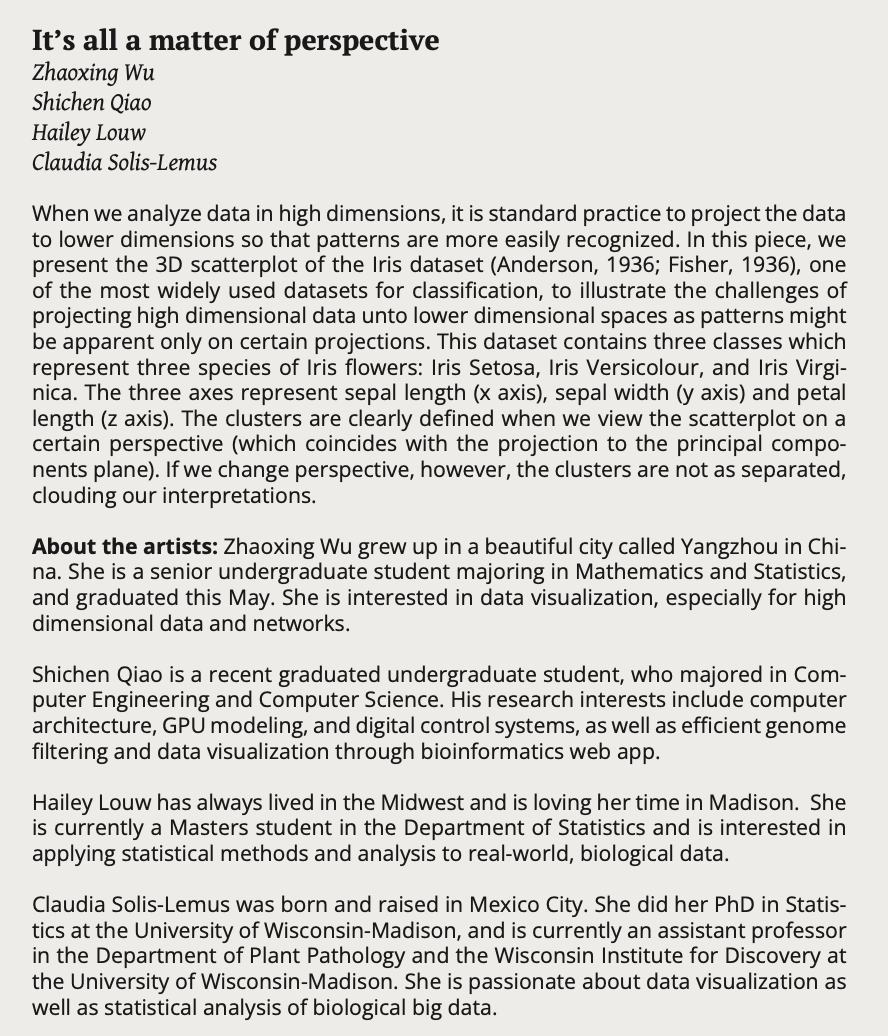 It’s all a matter of perspective
Zhaoxing Wu
Shichen Qiao
Hailey Louw
Claudia Solis-Lemus
When we analyze data in high dimensions, it is standard practice to project the data
to lower dimensions so that patterns are more easily recognized. In this piece, we
present the 3D scatterplot of the Iris dataset (Anderson, 1936; Fisher, 1936), one
of the most widely used datasets for classification, to illustrate the challenges of
projecting high dimensional data unto lower dimensional spaces as patterns might
be apparent only on certain projections. This dataset contains three classes which
represent three species of Iris flowers: Iris Setosa, Iris Versicolour, and Iris Virgi-
nica. The three axes represent sepal length (x axis), sepal width (y axis) and petal
length (z axis). The clusters are clearly defined when we view the scatterplot on a
certain perspective (which coincides with the projection to the principal compo-
nents plane). If we change perspective, however, the clusters are not as separated,
clouding our interpretations.
About the artists: Zhaoxing Wu grew up in a beautiful city called Yangzhou in Chi-
na. She is a senior undergraduate student majoring in Mathematics and Statistics,
and graduated this May. She is interested in data visualization, especially for high
dimensional data and networks.
Shichen Qiao is a recent graduated undergraduate student, who majored in Com-
puter Engineering and Computer Science. His research interests include computer
architecture, GPU modeling, and digital control systems, as well as efficient genome
filtering and data visualization through bioinformatics web app.
Hailey Louw has always lived in the Midwest and is loving her time in Madison.  She
is currently a Masters student in the Department of Statistics and is interested in
applying statistical methods and analysis to real-world, biological data.
Claudia Solis-Lemus was born and raised in Mexico City. She did her PhD in Statis-
tics at the University of Wisconsin-Madison, and is currently an assistant professor
in the Department of Plant Pathology and the Wisconsin Institute for Discovery at
the University of Wisconsin-Madison. She is passionate about data visualization as
well as statistical analysis of biological big data.